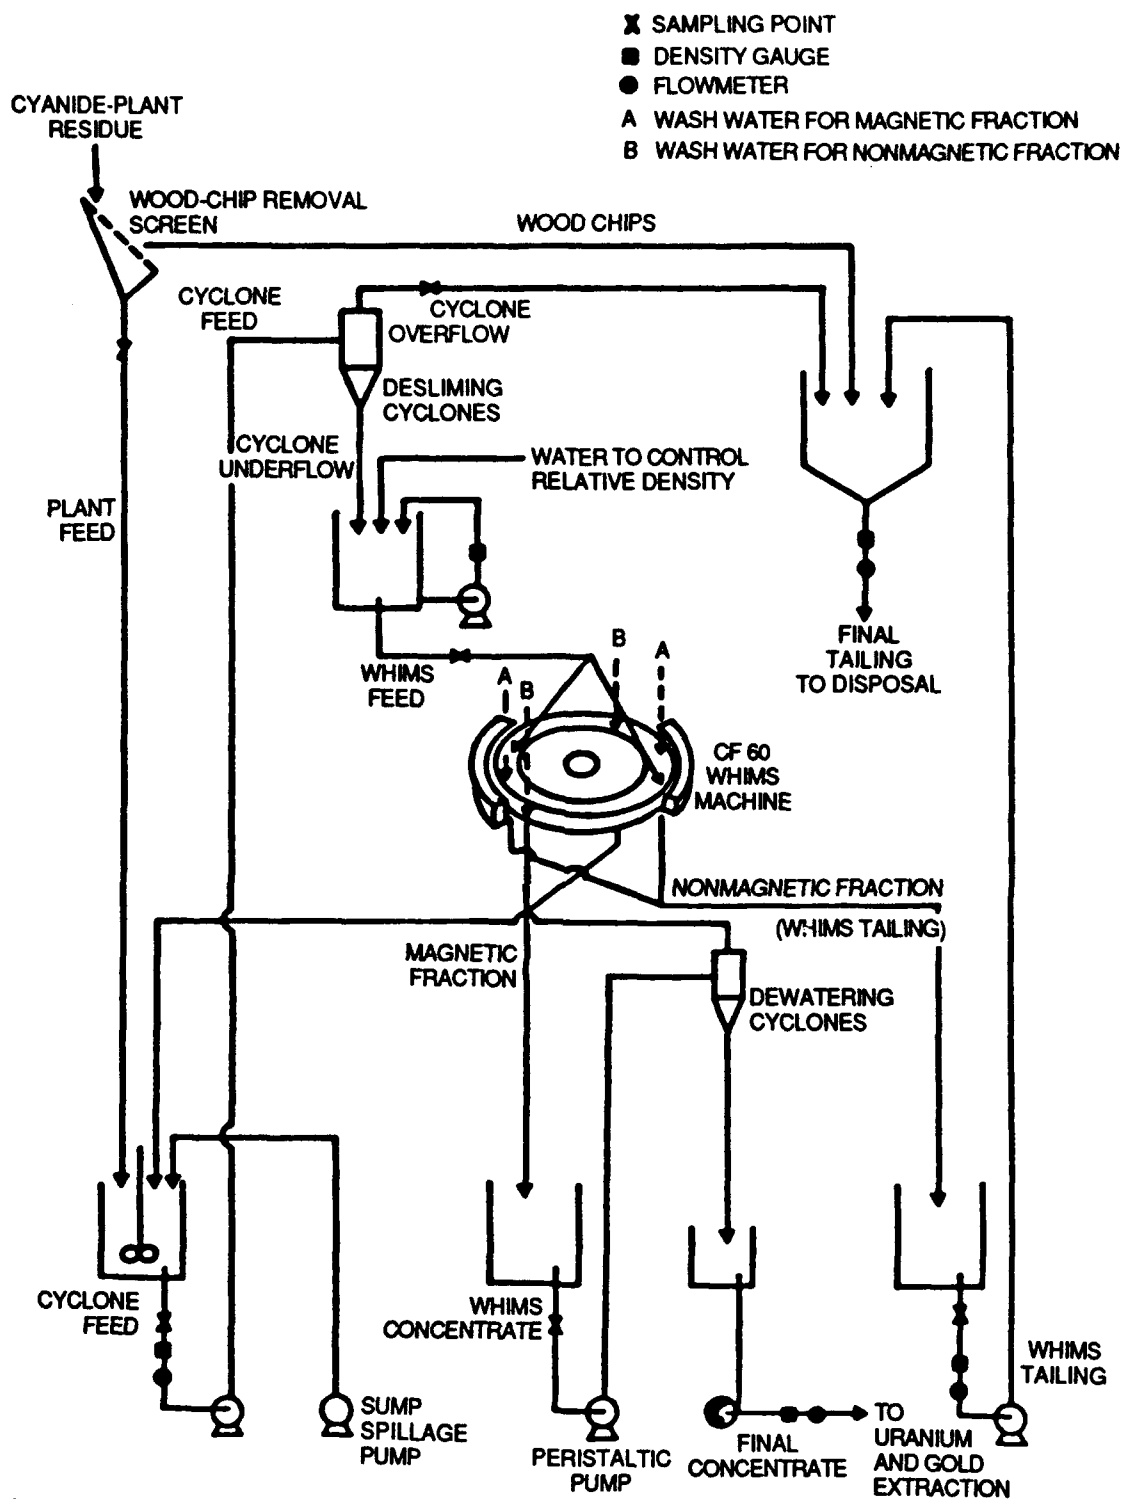 SAMPLING POINT
DENSITY GAUGE
FLOWMETER
A WASH WATER FOR MAGNETIC FRACTION
B WASH WATER FOR NONMAGNETIC FRACTION
CYANIDE-PLANT
RESIDUE
WOOD-CHIP REMOVAL
SCREEN
WOOD CHIPS
CYCLONE
FEED
CYCLONE
OVERFLOW
DESLIMING
CYCLONES
CYCLONE
UNDERFLOW
WATER TO CONTROL
RELATIVE DENSITY
PLANT
FEED
FINAL
TAILING
TO DISPOSAL
WHIMS
FEED
A
B
B
A
CF 60
WHIMS
MACHINE
NONMAGNETIC FRACTION
(WHIMS TAILING)
MAGNETIC
FRACTION
DEWATERING
CYCLONES
CYCLONE
FEED
WHIMS
CONCENTRATE
WHIMS
TAILING
SUMP
SPILLAGE
PUMP
PERISTALTIC
PUMP
FINAL
CONCENTRATE
TO
URANIUM
AND GOLD
EXTRACTION